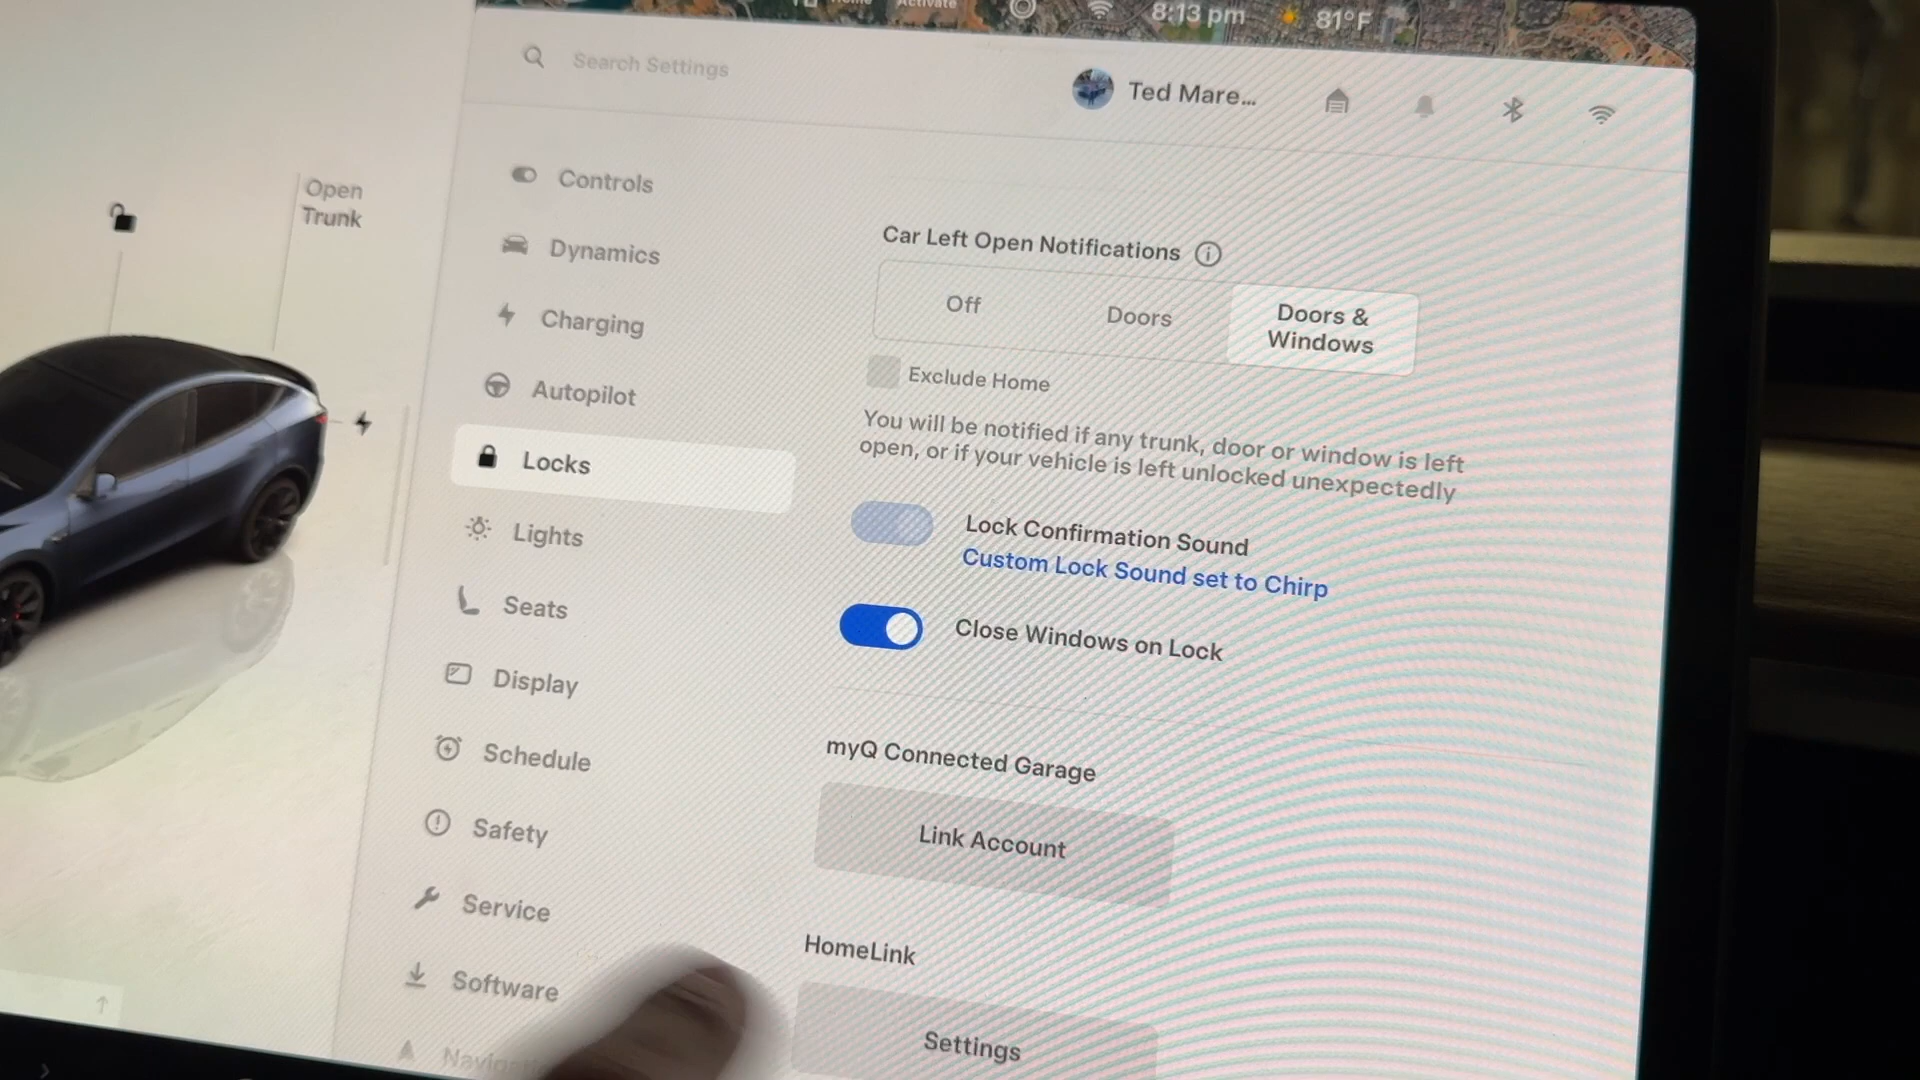 Activate
8:13 pm
81°F
Search Settings
Ted Mare...
Open
Trunk
Controls
Dynamics
Charging
Autopilot
Locks
Lights
Seats
Display
Schedule
Safety
Service
Software
Car Left Open Notifications
Off
Doors
Doors &
Windows
Exclude Home
You will be notified if any trunk, door or window is left
open, or if your vehicle is left unlocked unexpectedly
Lock Confirmation Sound
Custom Lock Sound set to Chirp
Close Windows on Lock
myQ Connected Garage
Link Account
HomeLink
Settings